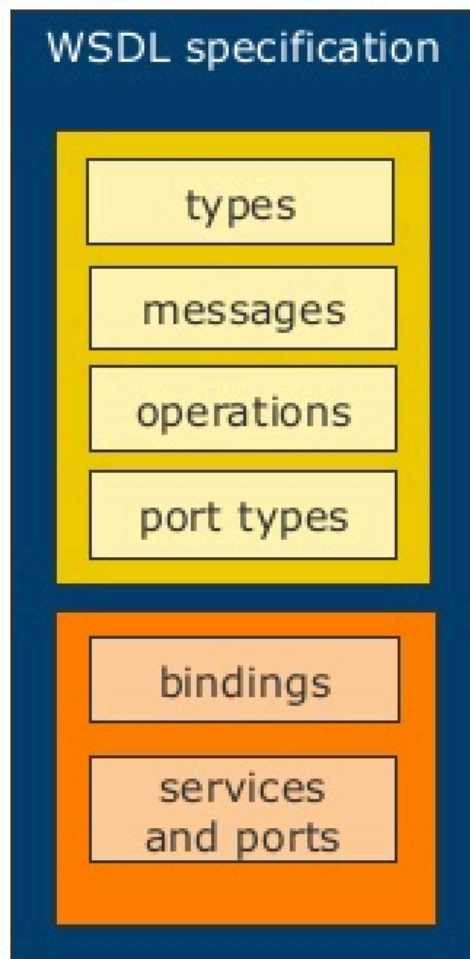 WSDL specification
types
messages
operations
port types
bindings
services
and ports